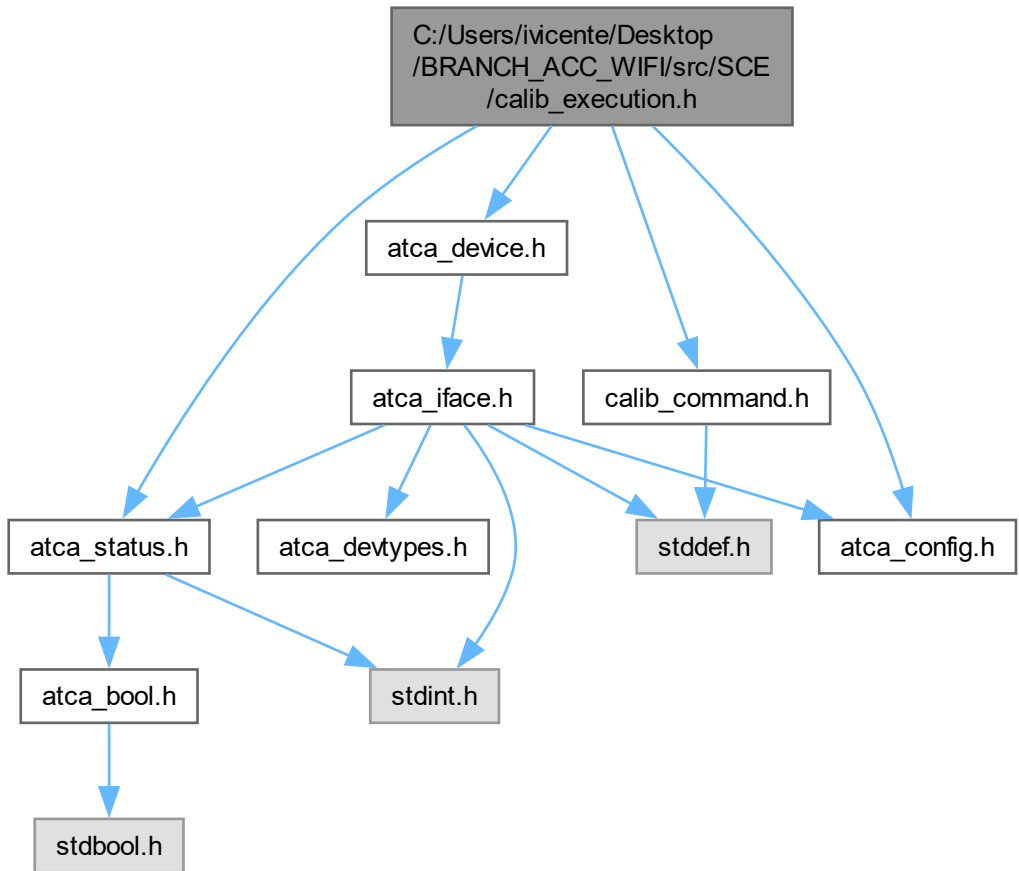 C:/Users/ivicente/Desktop
/BRANCH_ACC_WIFI/src/SCE
/calib_execution.h
atca_device.h
atca_iface.h
calib_command.h
atca_status.h
atca_devtypes.h
stddef.h
atca_config.h
atca_bool.h
stdint.h
stdbool.h